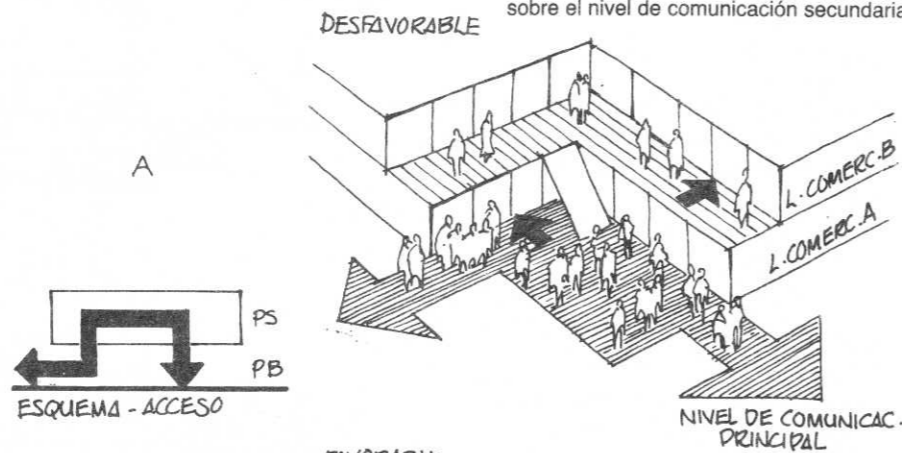 sobre el nivel de comunicación secundaria
DESFAVORABLE
A
L. COMERC. B
L. COMERC. A
PS
PB
ESQUEMA - ACCESO
NIVEL DE COMUNICAC.
PRINCIPAL